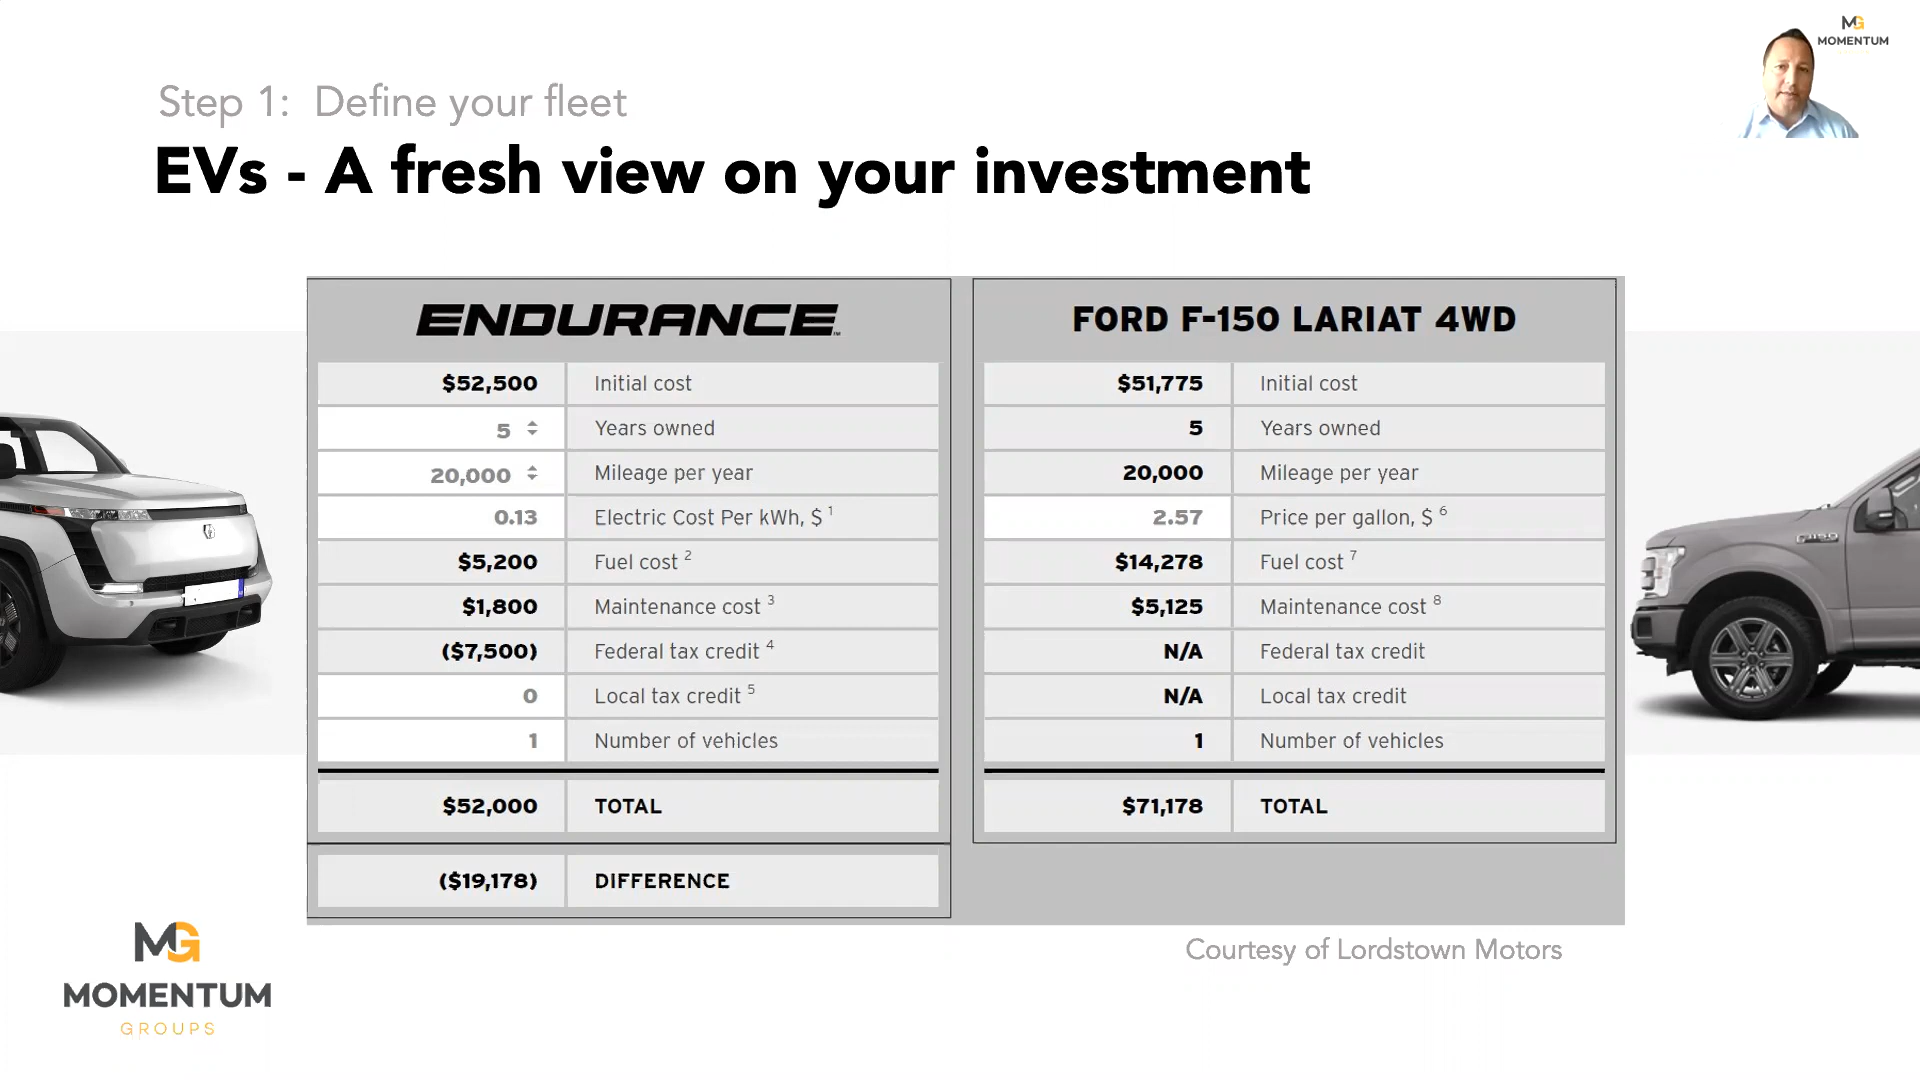 MG
MOMENTUM
Step 1: Define your fleet
EVs - A fresh view on your investment
ENDURANCE™
$52,500 Initial cost
5 Years owned
20,000 Mileage per year
0.13 Electric Cost Per kWh, $ 1
$5,200 Fuel cost 2
$1,800 Maintenance cost 3
($7,500) Federal tax credit 4
0 Local tax credit 5
1 Number of vehicles
$52,000 TOTAL
($19,178) DIFFERENCE
FORD F-150 LARIAT 4WD
$51,775 Initial cost
5 Years owned
20,000 Mileage per year
2.57 Price per gallon, $ 6
$14,278 Fuel cost 7
$5,125 Maintenance cost 8
N/A Federal tax credit
N/A Local tax credit
1 Number of vehicles
$71,178 TOTAL
Courtesy of Lordstown Motors
MG
MOMENTUM
GROUPS